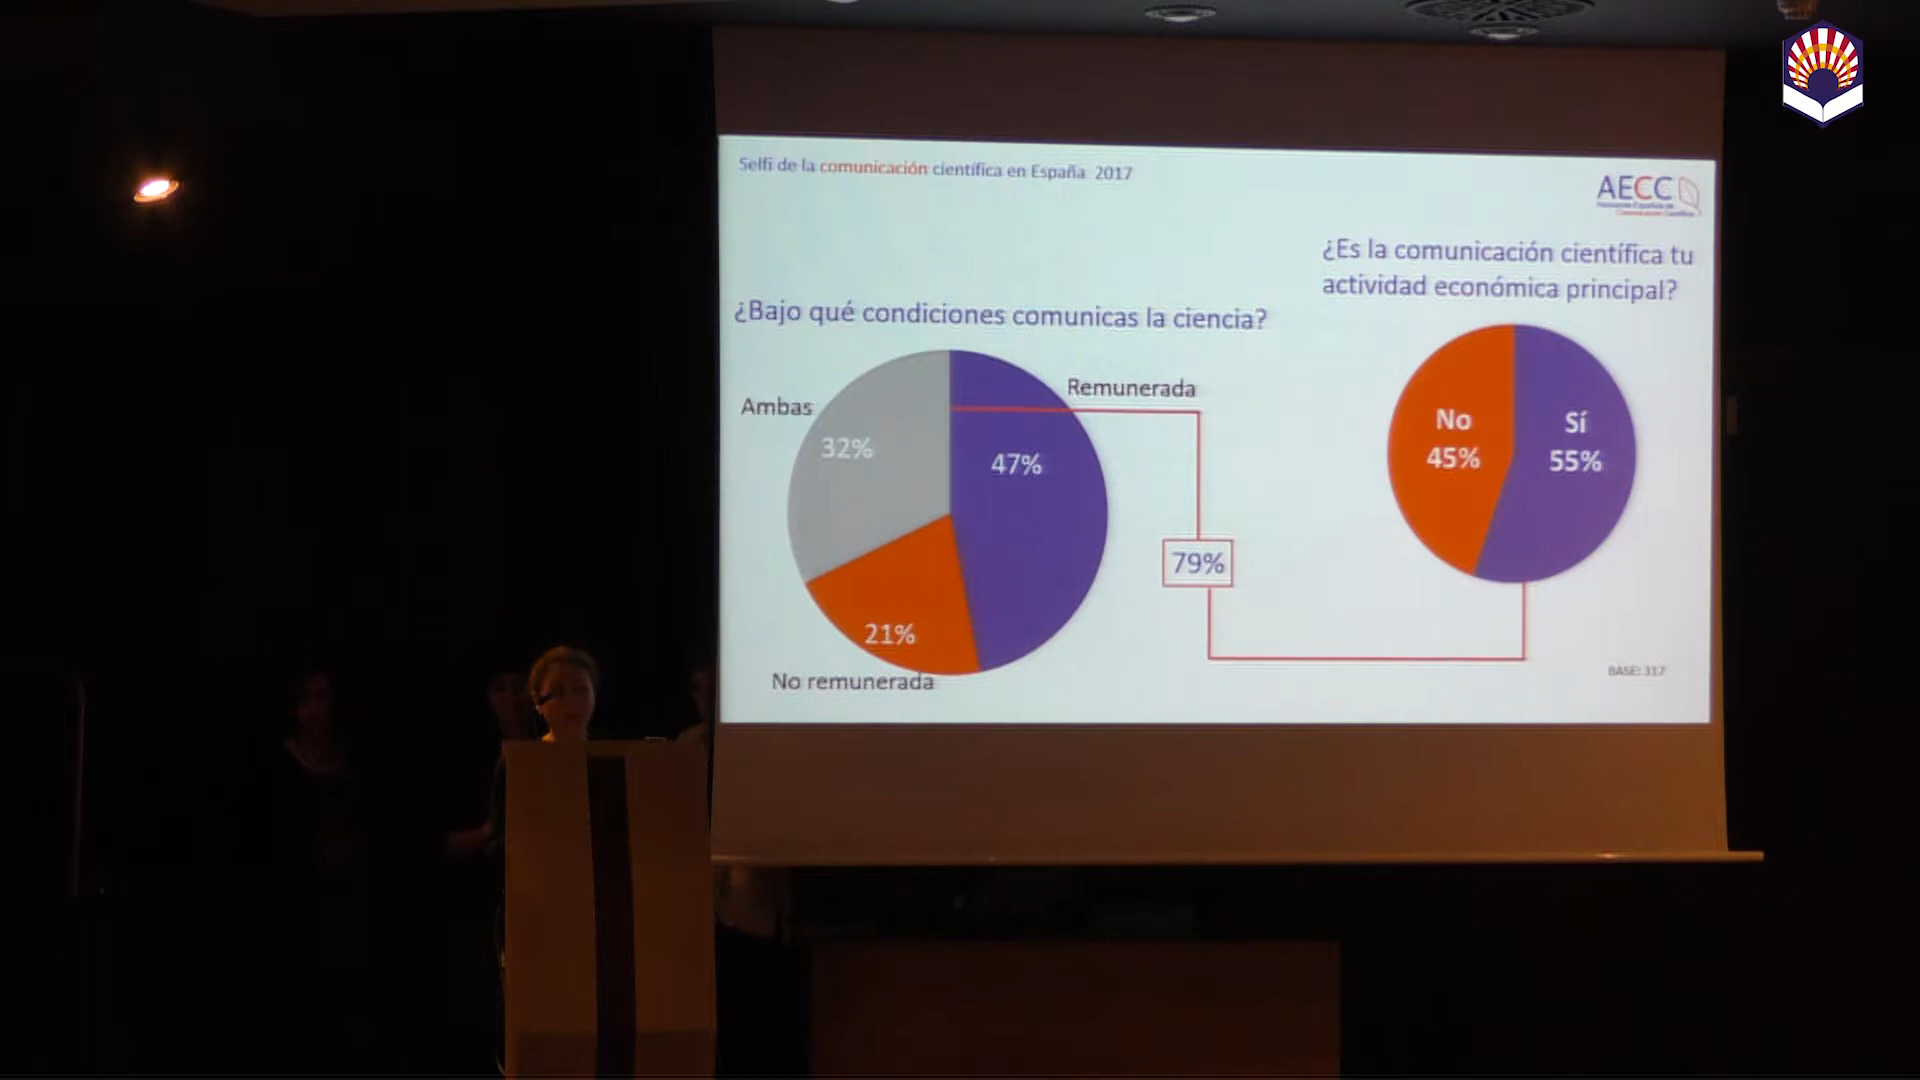 Selfi de la comunicación científica en España 2017
AECC
¿Es la comunicación científica tu
actividad económica principal?
¿Bajo qué condiciones comunicas la ciencia?
Remunerada
Ambas
32%
47%
21%
No remunerada
79%
No
45%
Sí
55%
BASE: 317